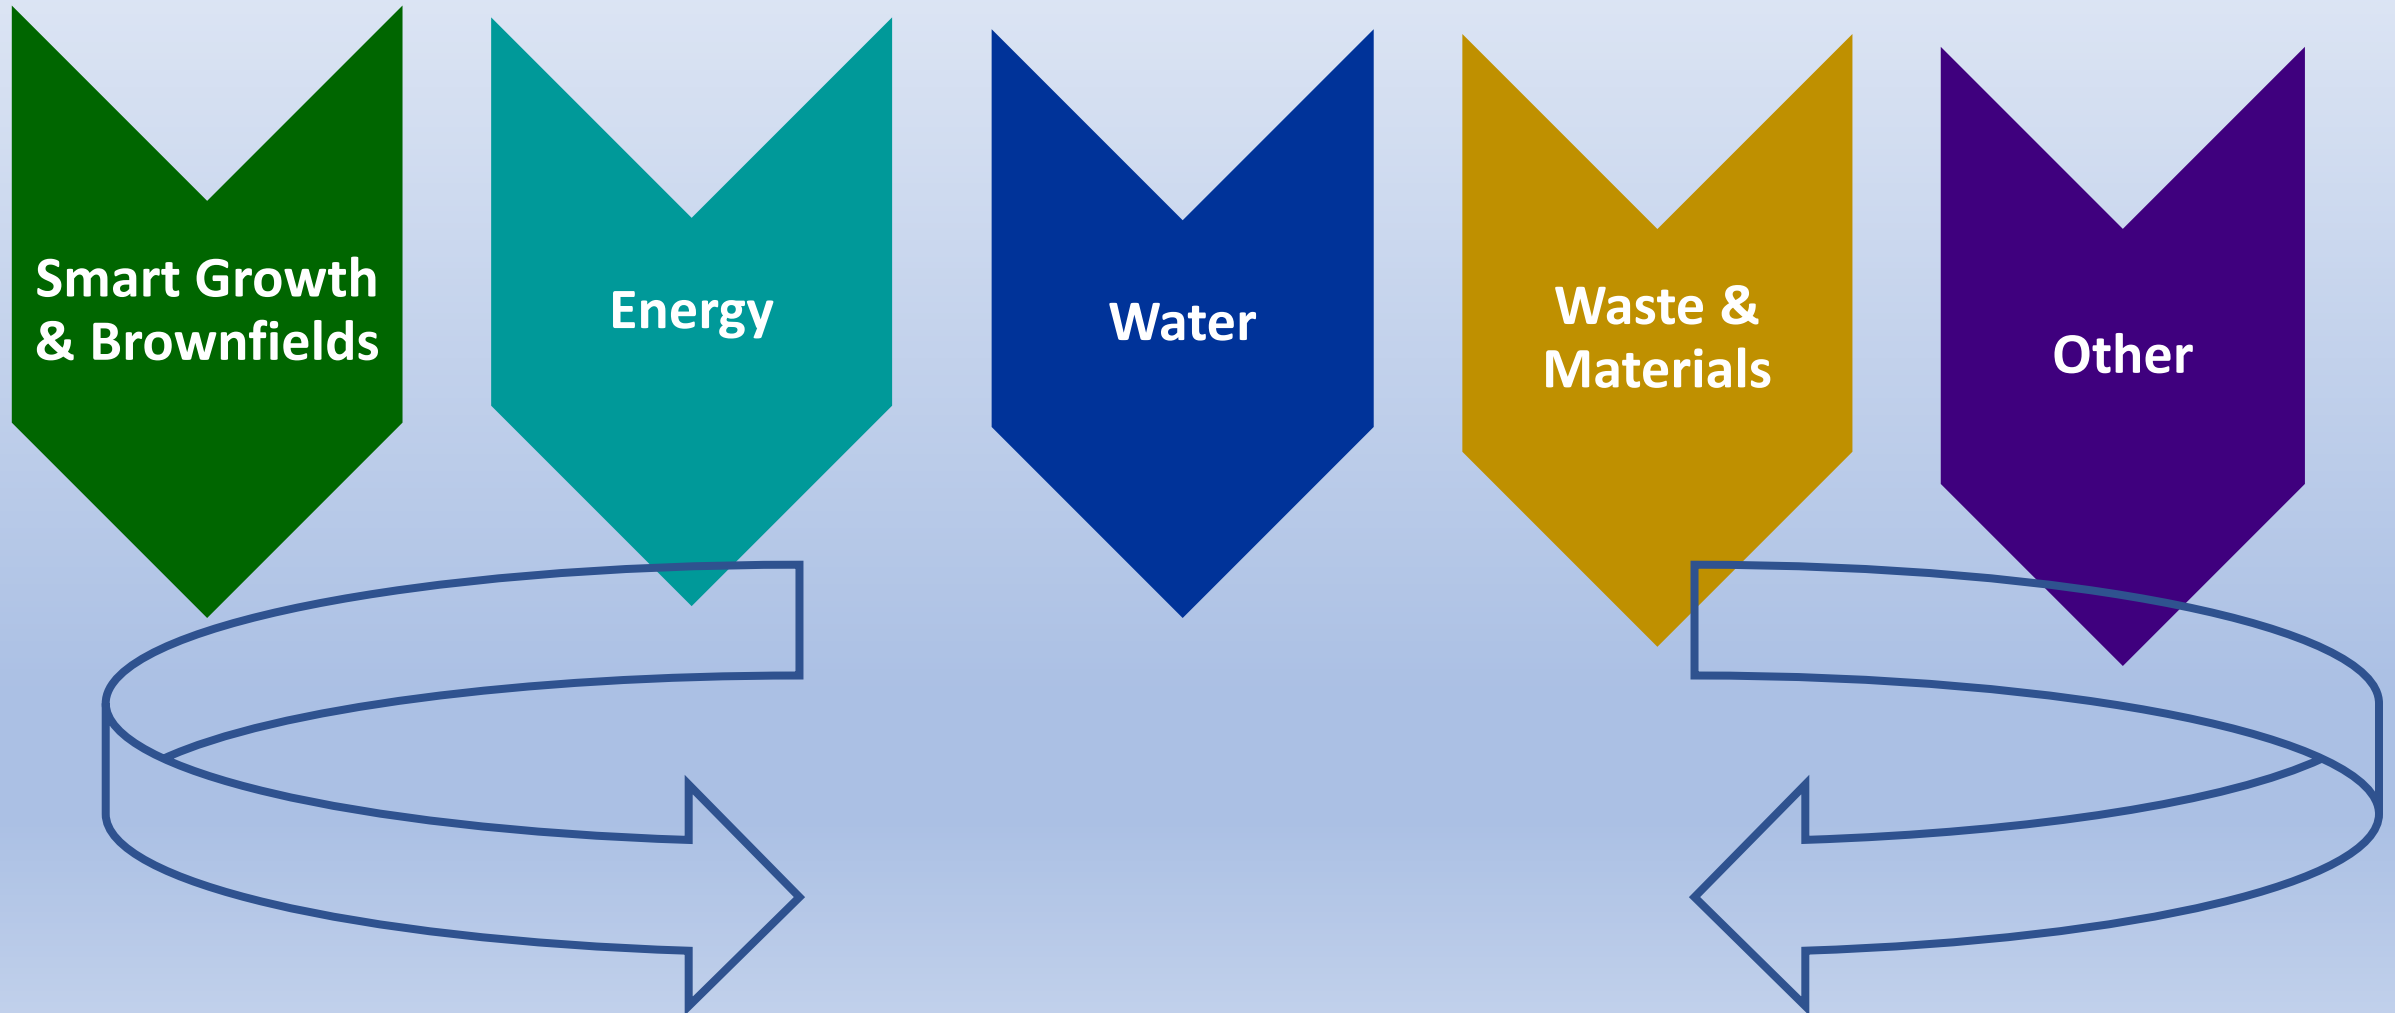 Smart Growth
& Brownfields
Energy
Water
Waste &
Materials
Other